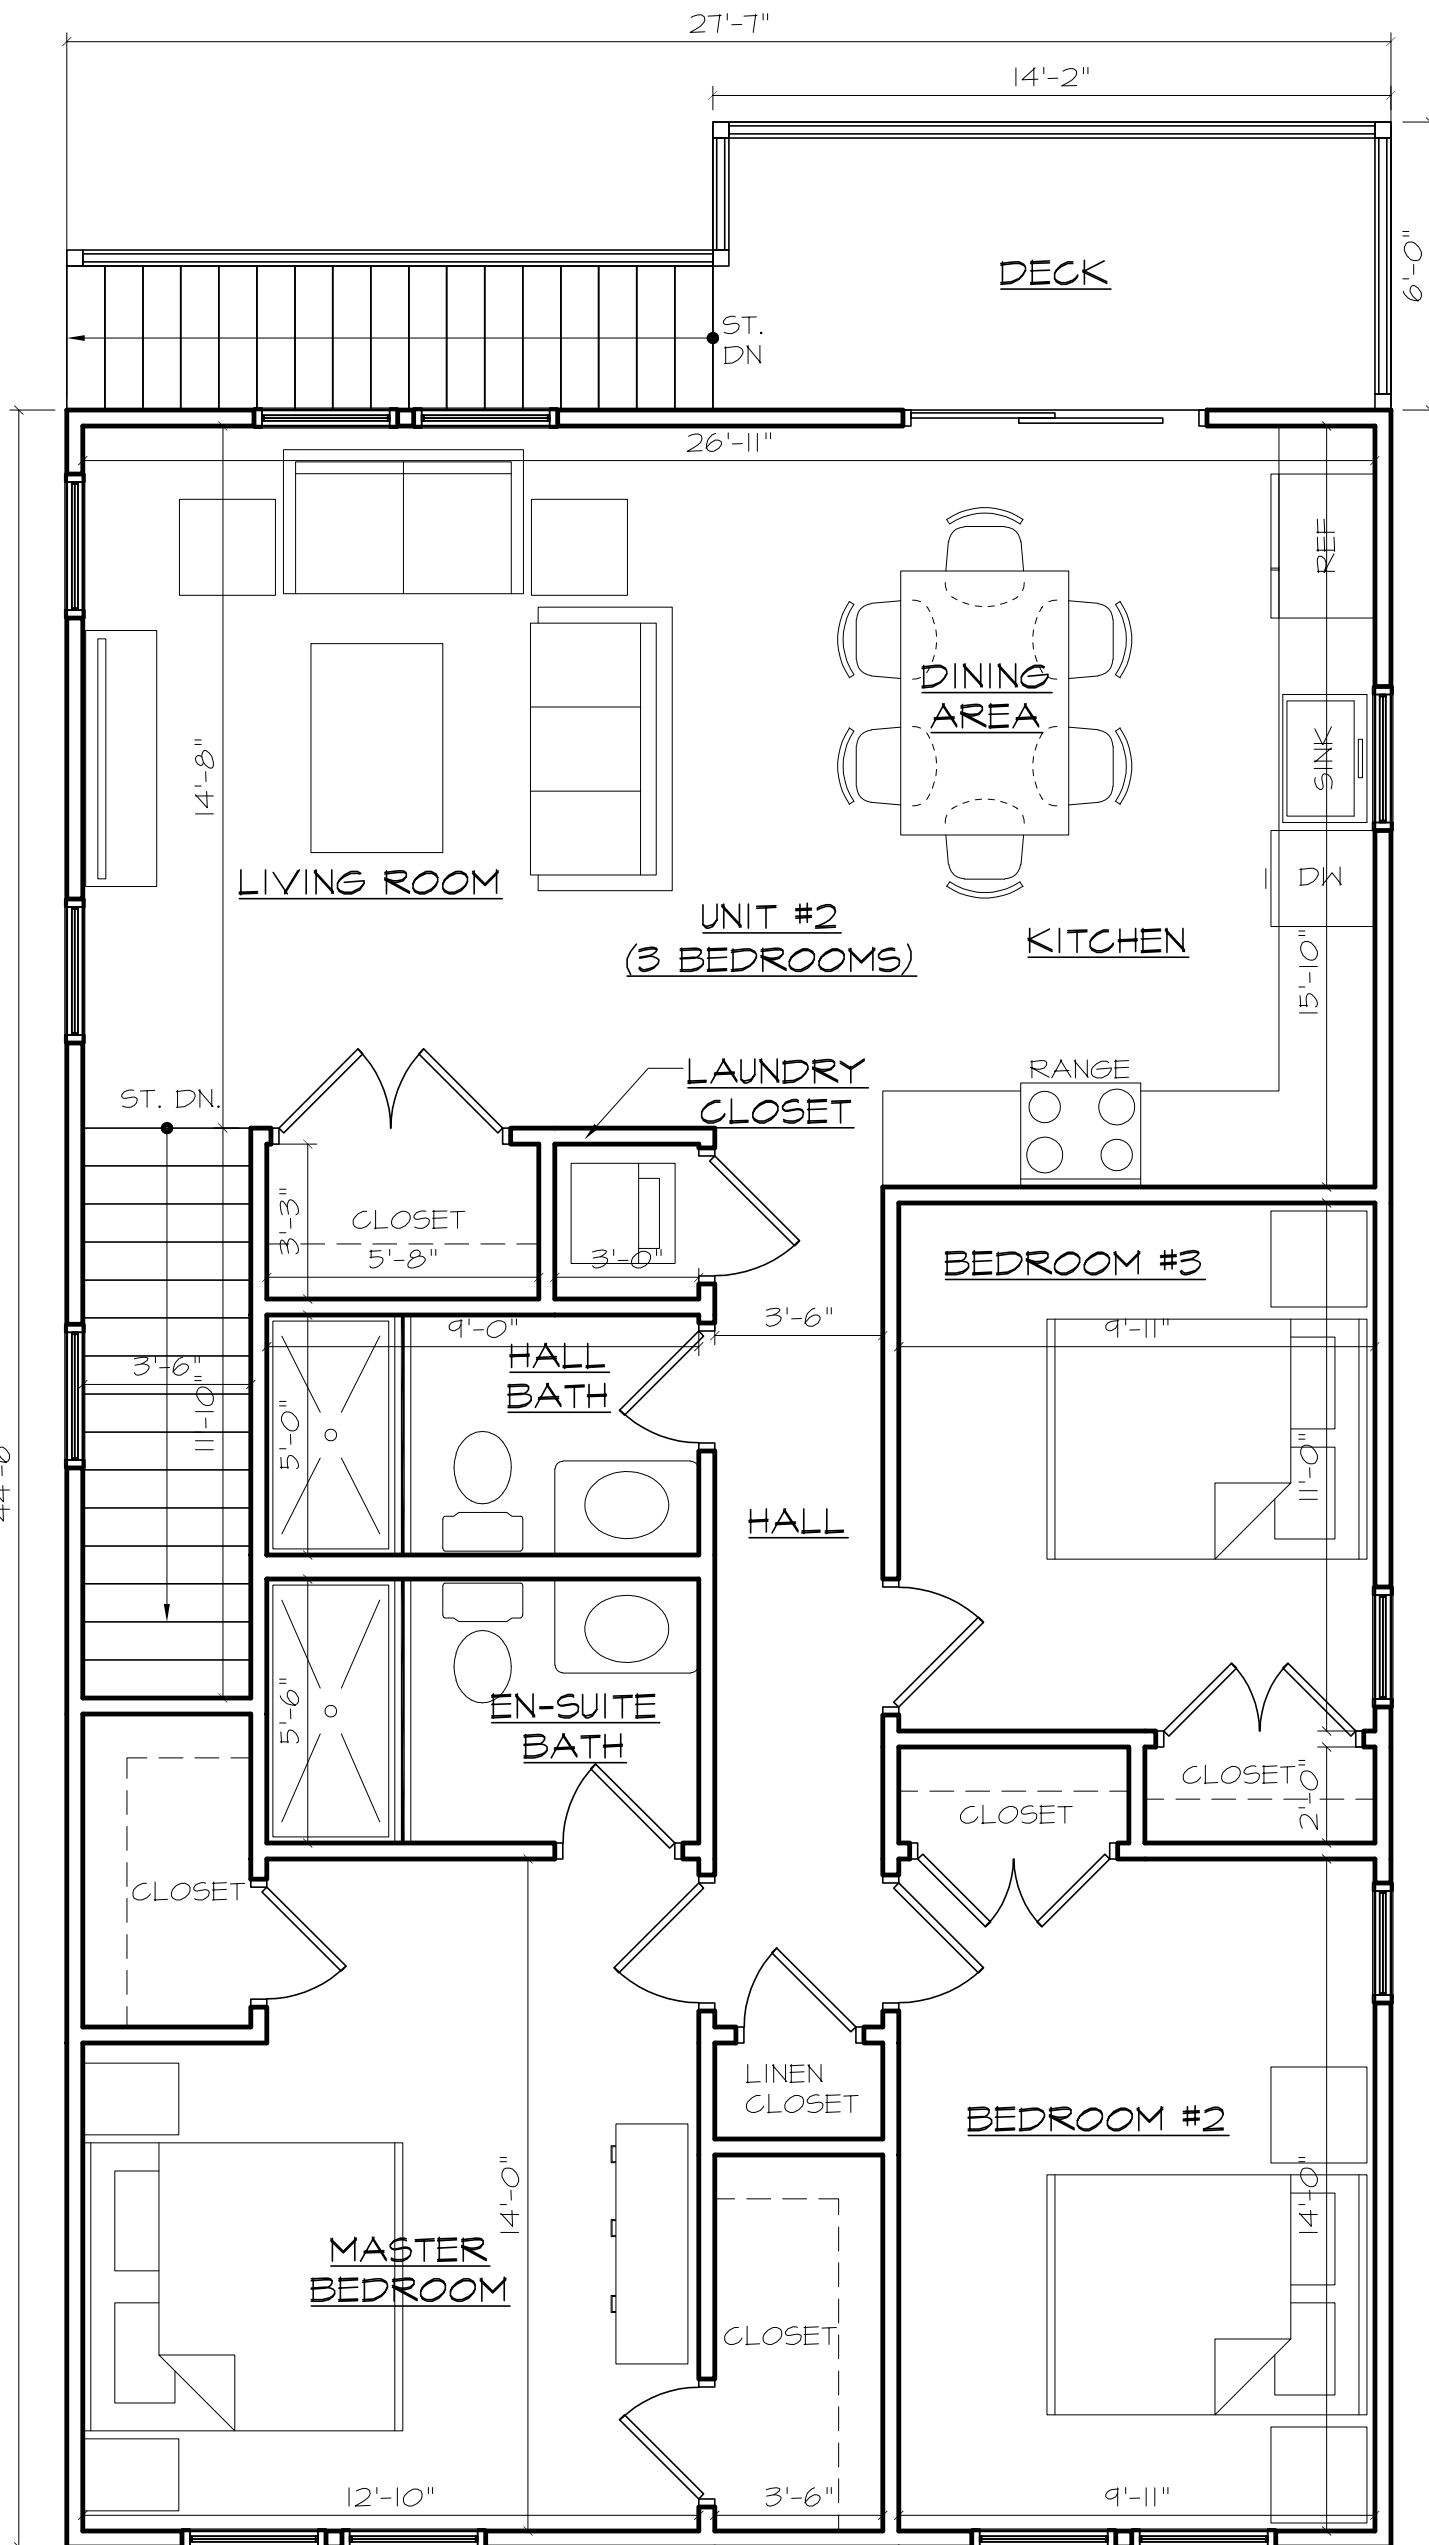 27'-7"
14'-2"
DECK
6'-0"
ST.
DN
26'-11"
REF
DINING
AREA
SINK
14'-8"
DW
LIVING ROOM
UNIT #2
(3 BEDROOMS)
KITCHEN
15'-10"
LAUNDRY
CLOSET
RANGE
ST. DN.
3'-3"
CLOSET
5'-8"
3'-0"
BEDROOM #3
9'-0"
3'-6"
9'-11"
HALL
BATH
3'-6"
11'-10"
5'-0"
11'-0"
44'-6"
HALL
5'-6"
EN-SUITE
BATH
CLOSET
2'-0"
CLOSET
CLOSET
LINEN
CLOSET
BEDROOM #2
14'-0"
14'-0"
MASTER
BEDROOM
CLOSET
12'-10"
3'-6"
9'-11"